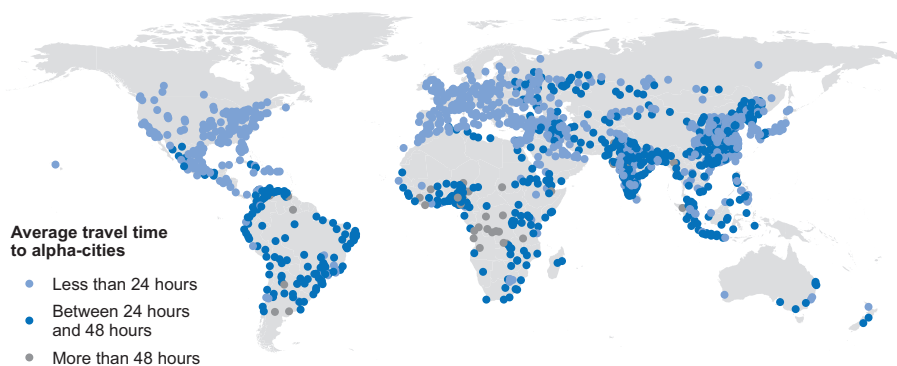 Average travel time
to alpha-cities
Less than 24 hours
Between 24 hours
and 48 hours
More than 48 hours